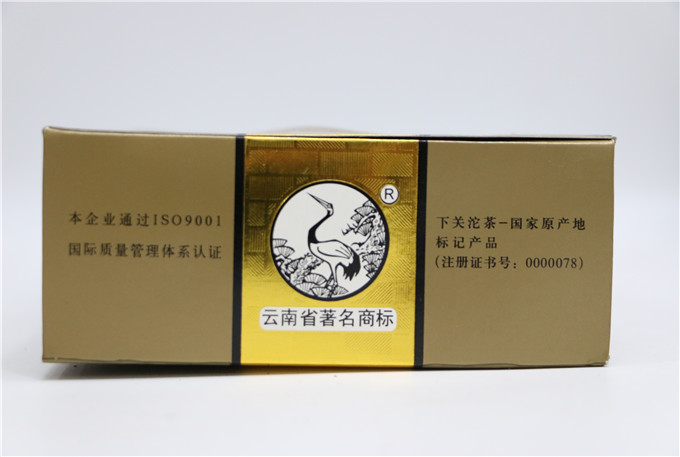 本企业通过ISO9001
国际质量管理体系认证
®
云南省著名商标
下关沱茶-国家原产地
标记产品
(注册证书号：0000078)